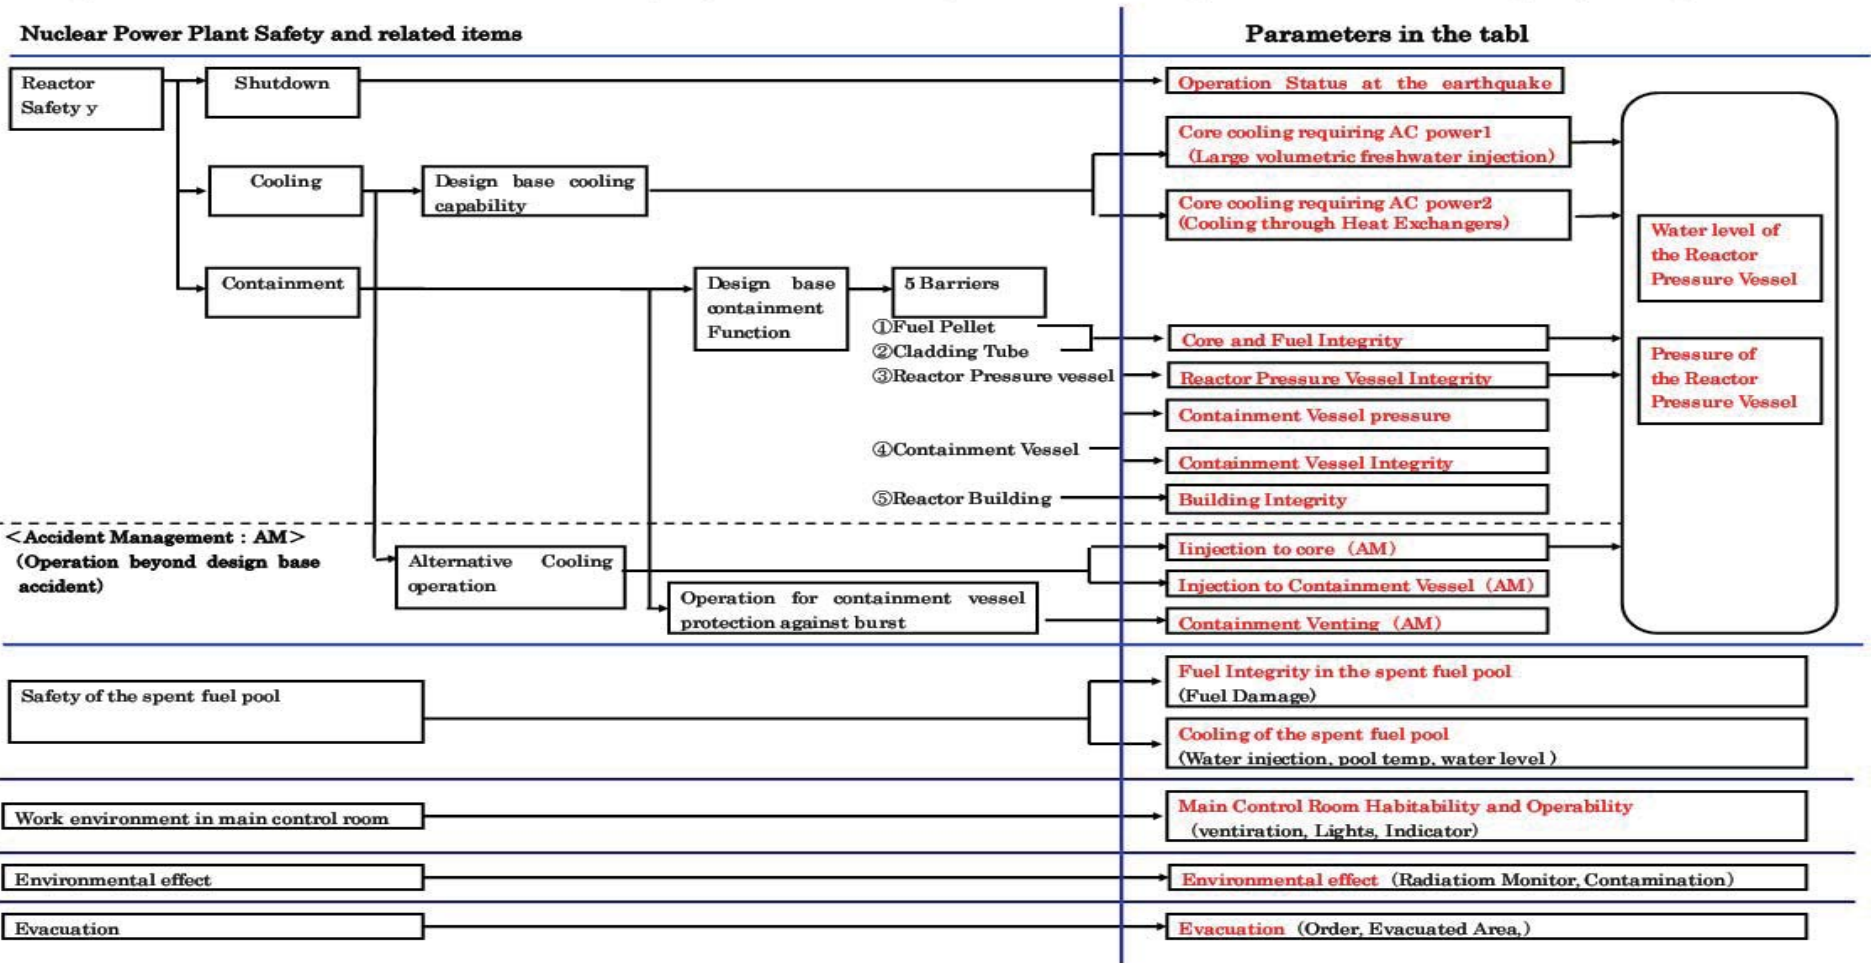 Nuclear Power Plant Safety and related items
Parameters in the tabl
Reactor
Safety y
Shutdown
Operation Status at the earthquake
Core cooling requiring AC power1
(Large volumetric freshwater injection)
Cooling
Design base cooling
capability
Core cooling requiring AC power2
(Cooling through Heat Exchangers)
Water level of
the Reactor
Pressure Vessel
Containment
Design base
containment
Function
5 Barriers
①Fuel Pellet
②Cladding Tube
③Reactor Pressure vessel
④Containment Vessel
⑤Reactor Building
Core and Fuel Integrity
Reactor Pressure Vessel Integrity
Containment Vessel pressure
Containment Vessel Integrity
Building Integrity
Pressure of
the Reactor
Pressure Vessel
<Accident Management : AM>
(Operation beyond design base
accident)
Alternative Cooling
operation
Operation for containment vessel
protection against burst
Iinjection to core (AM)
Injection to Containment Vessel (AM)
Containment Venting (AM)
Safety of the spent fuel pool
Fuel Integrity in the spent fuel pool
(Fuel Damage)
Cooling of the spent fuel pool
(Water injection, pool temp, water level )
Work environment in main control room
Main Control Room Habitability and Operability
(ventiration, Lights, Indicator)
Environmental effect
Environmental effect (Radiatiom Monitor, Contamination)
Evacuation
Evacuation (Order, Evacuated Area,)